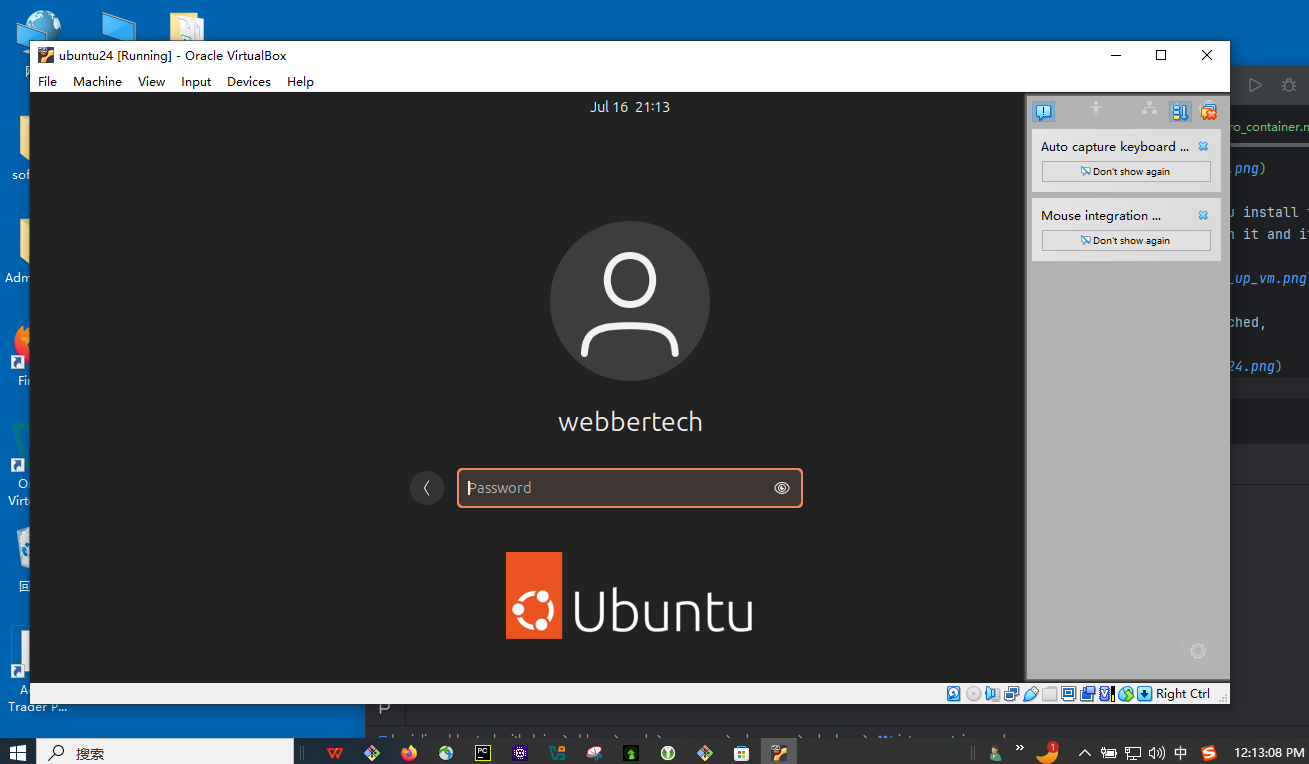 ubuntu24 [Running] - Oracle VirtualBox
File Machine View Input Devices Help
Jul 16 21:13
Auto capture keyboard ...
Don't show again
Mouse integration ...
Don't show again
webbertech
Password
Ubuntu
Right Ctrl
sof
Adm
Fi
O
Virt
回
A
Trader P...
ro_container.m
.png)
install
it and i
_up_vm.png
ched,
24.png)
搜索
PC
中
1
12:13:08 PM